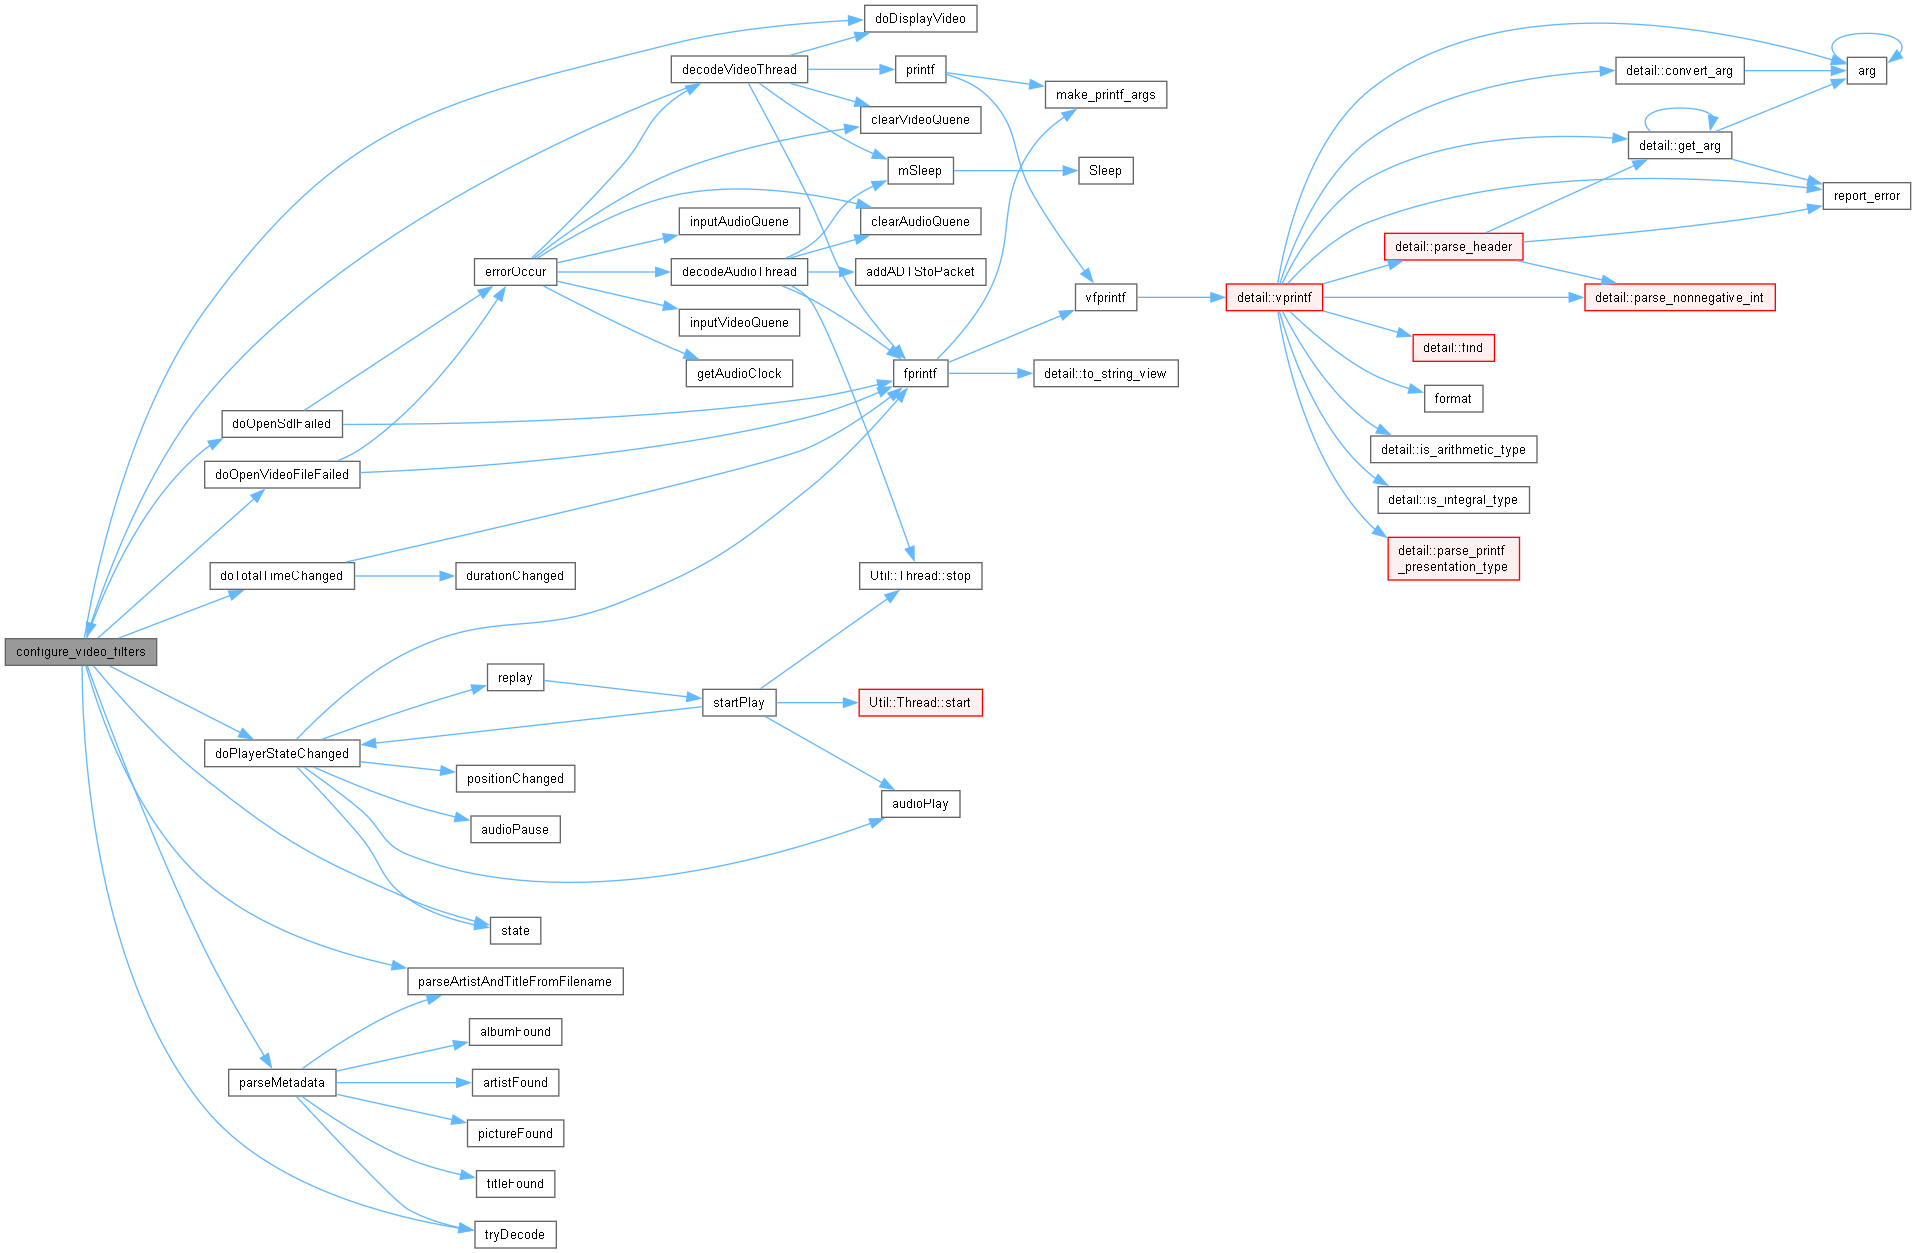 doDisplayVideo
decodeVideoThread
printf
detail::convert_arg
arg
make_printf_args
clearVideoQuene
detail::get_arg
mSleep
Sleep
report_error
inputAudioQuene
clearAudioQuene
detail::parse_header
errorOccur
decodeAudioThread
addADTStoPacket
vfprintf
detail::vprintf
detail::parse_nonnegative_int
inputVideoQuene
detail::find
getAudioClock
fprintf
detail::to_string_view
format
doOpenSdlFailed
detail::is_arithmetic_type
doOpenVideoFileFailed
detail::is_integral_type
detail::parse_printf
_presentation_type
doTotalTimeChanged
durationChanged
Util::Thread::stop
configure_video_filters
replay
startPlay
Util::Thread::start
doPlayerStateChanged
positionChanged
audioPlay
audioPause
state
parseArtistAndTitleFromFilename
albumFound
parseMetadata
artistFound
pictureFound
titleFound
tryDecode